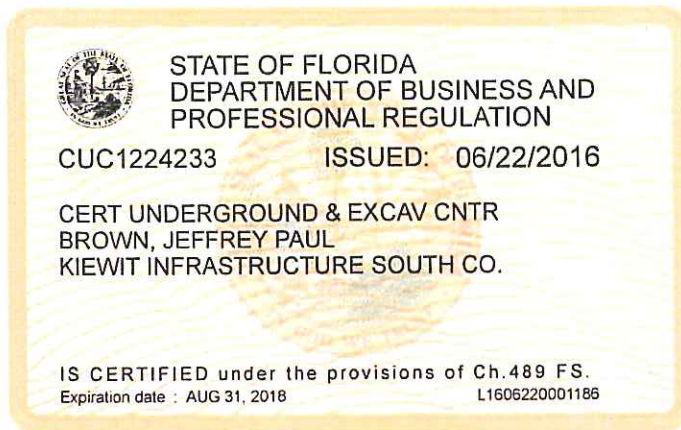 STATE OF FLORIDA
DEPARTMENT OF BUSINESS AND
PROFESSIONAL REGULATION
CUC1224233 ISSUED: 06/22/2016
CERT UNDERGROUND & EXCAV CNTR
BROWN, JEFFREY PAUL
KIEWIT INFRASTRUCTURE SOUTH CO.
IS CERTIFIED under the provisions of Ch.489 FS.
Expiration date : AUG 31, 2018 L1606220001186